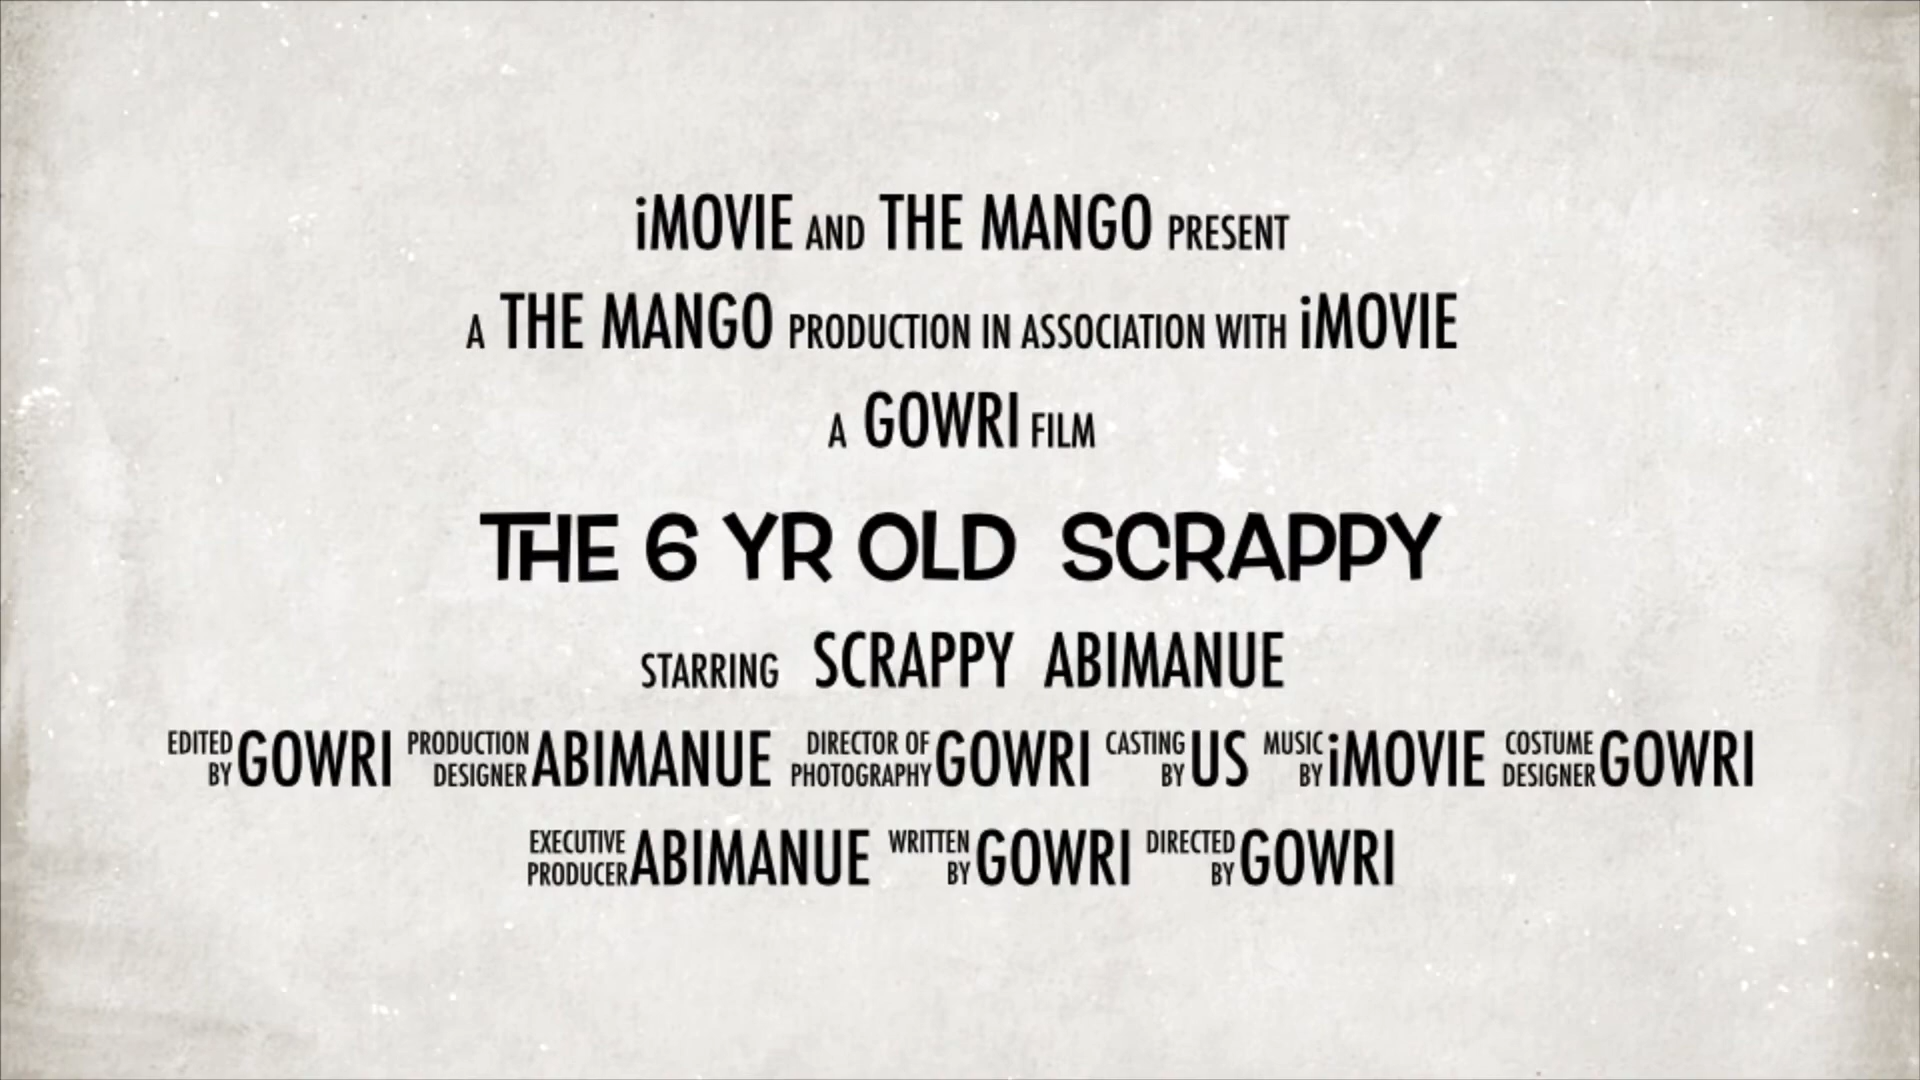 iMOVIE AND THE MANGO PRESENT
A THE MANGO PRODUCTION IN ASSOCIATION WITH iMOVIE
A GOWRI FILM
THE 6 YR OLD SCRAPPY
STARRING SCRAPPY ABIMANUE
EDITED BY GOWRI PRODUCTION DESIGNER ABIMANUE DIRECTOR OF PHOTOGRAPHY GOWRI CASTING BY US MUSIC BY iMOVIE COSTUME DESIGNER GOWRI
EXECUTIVE PRODUCER ABIMANUE WRITTEN BY GOWRI DIRECTED BY GOWRI